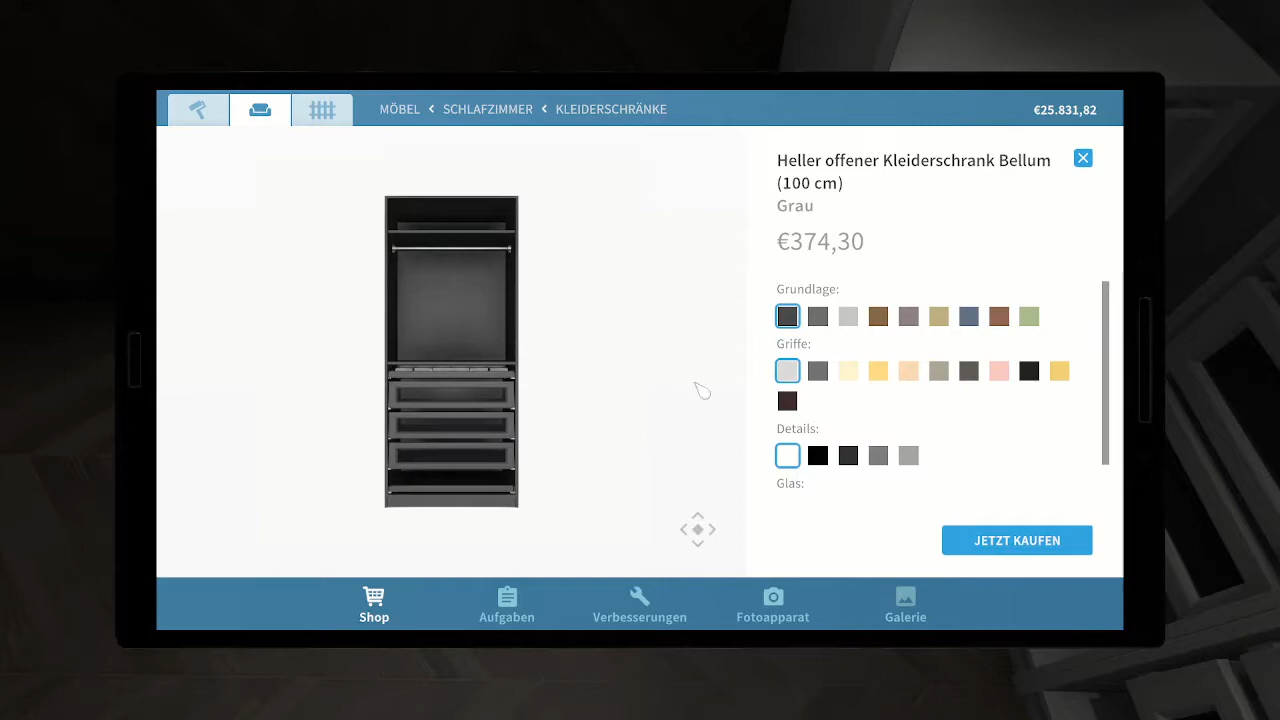 MÖBEL SCHLAFZIMMER KLEIDERSCHRÄNKE
€25.831,82
Heller offener Kleiderschrank Bellum
(100 cm)
Grau
€374,30
Grundlage:
Griffe:
Details:
Glas:
JETZT KAUFEN
Shop
Aufgaben
Verbesserungen
Fotoapparat
Galerie